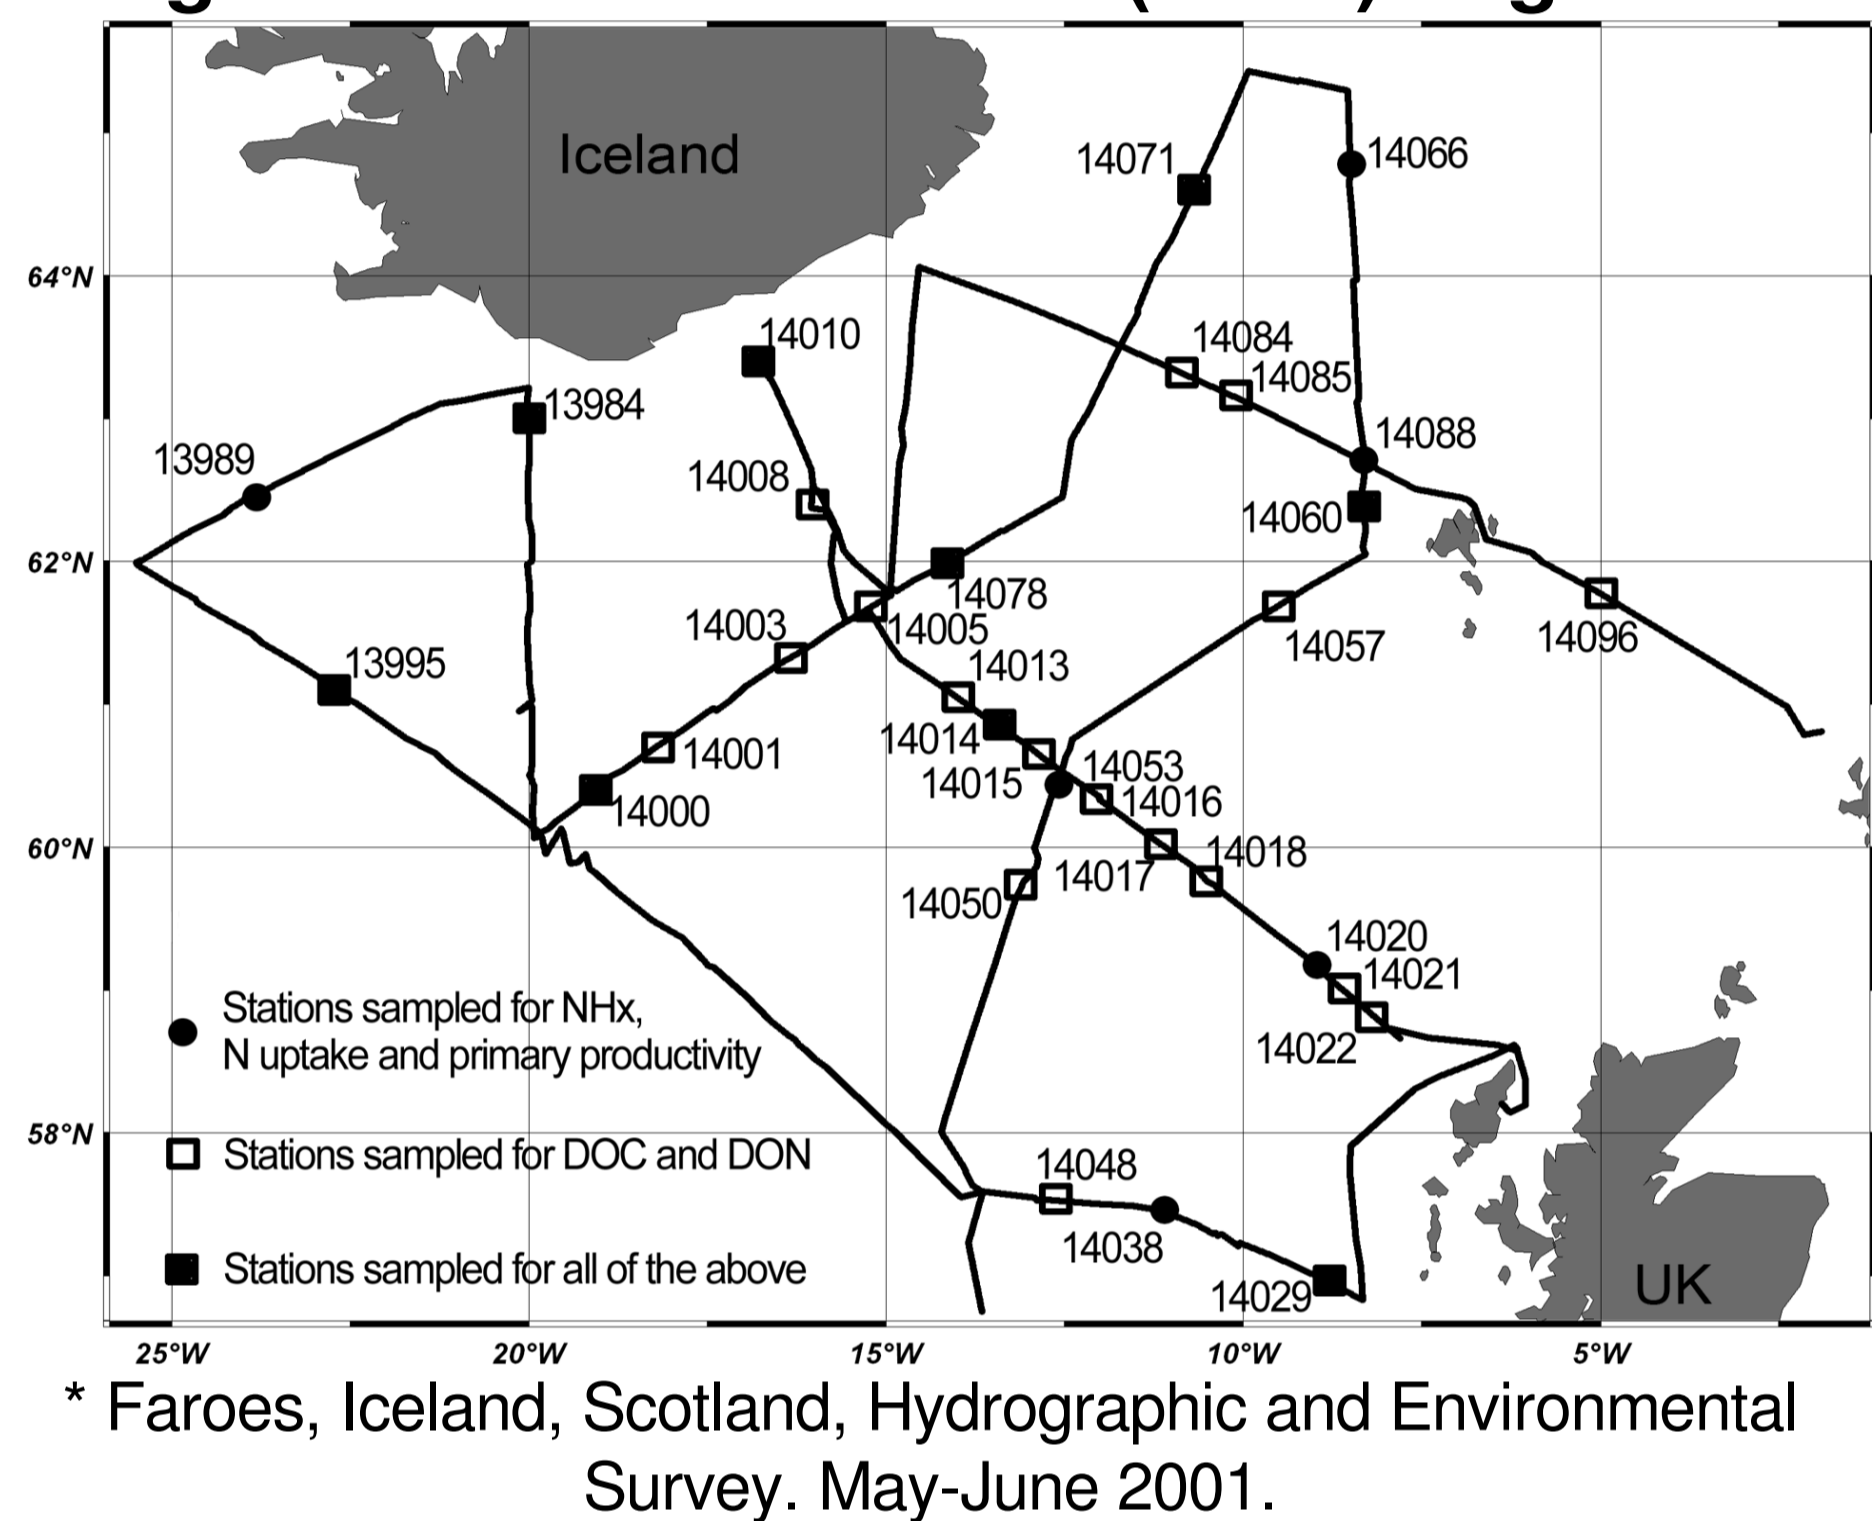 Iceland
14071
14066
64°N
14010
14084
14085
13984
14088
13989
14008
14060
62°N
14078
14003
14005
14057
14096
13995
14013
14014
14001
14053
14015
14016
14000
60°N
14018
14017
14050
14020
14021
Stations sampled for NHx,
N uptake and primary productivity
14022
58°N
Stations sampled for DOC and DON
14048
14038
Stations sampled for all of the above
14029
UK
25°W 20°W 15°W 10°W 5°W
* Faroes, Iceland, Scotland, Hydrographic and Environmental
Survey. May-June 2001.